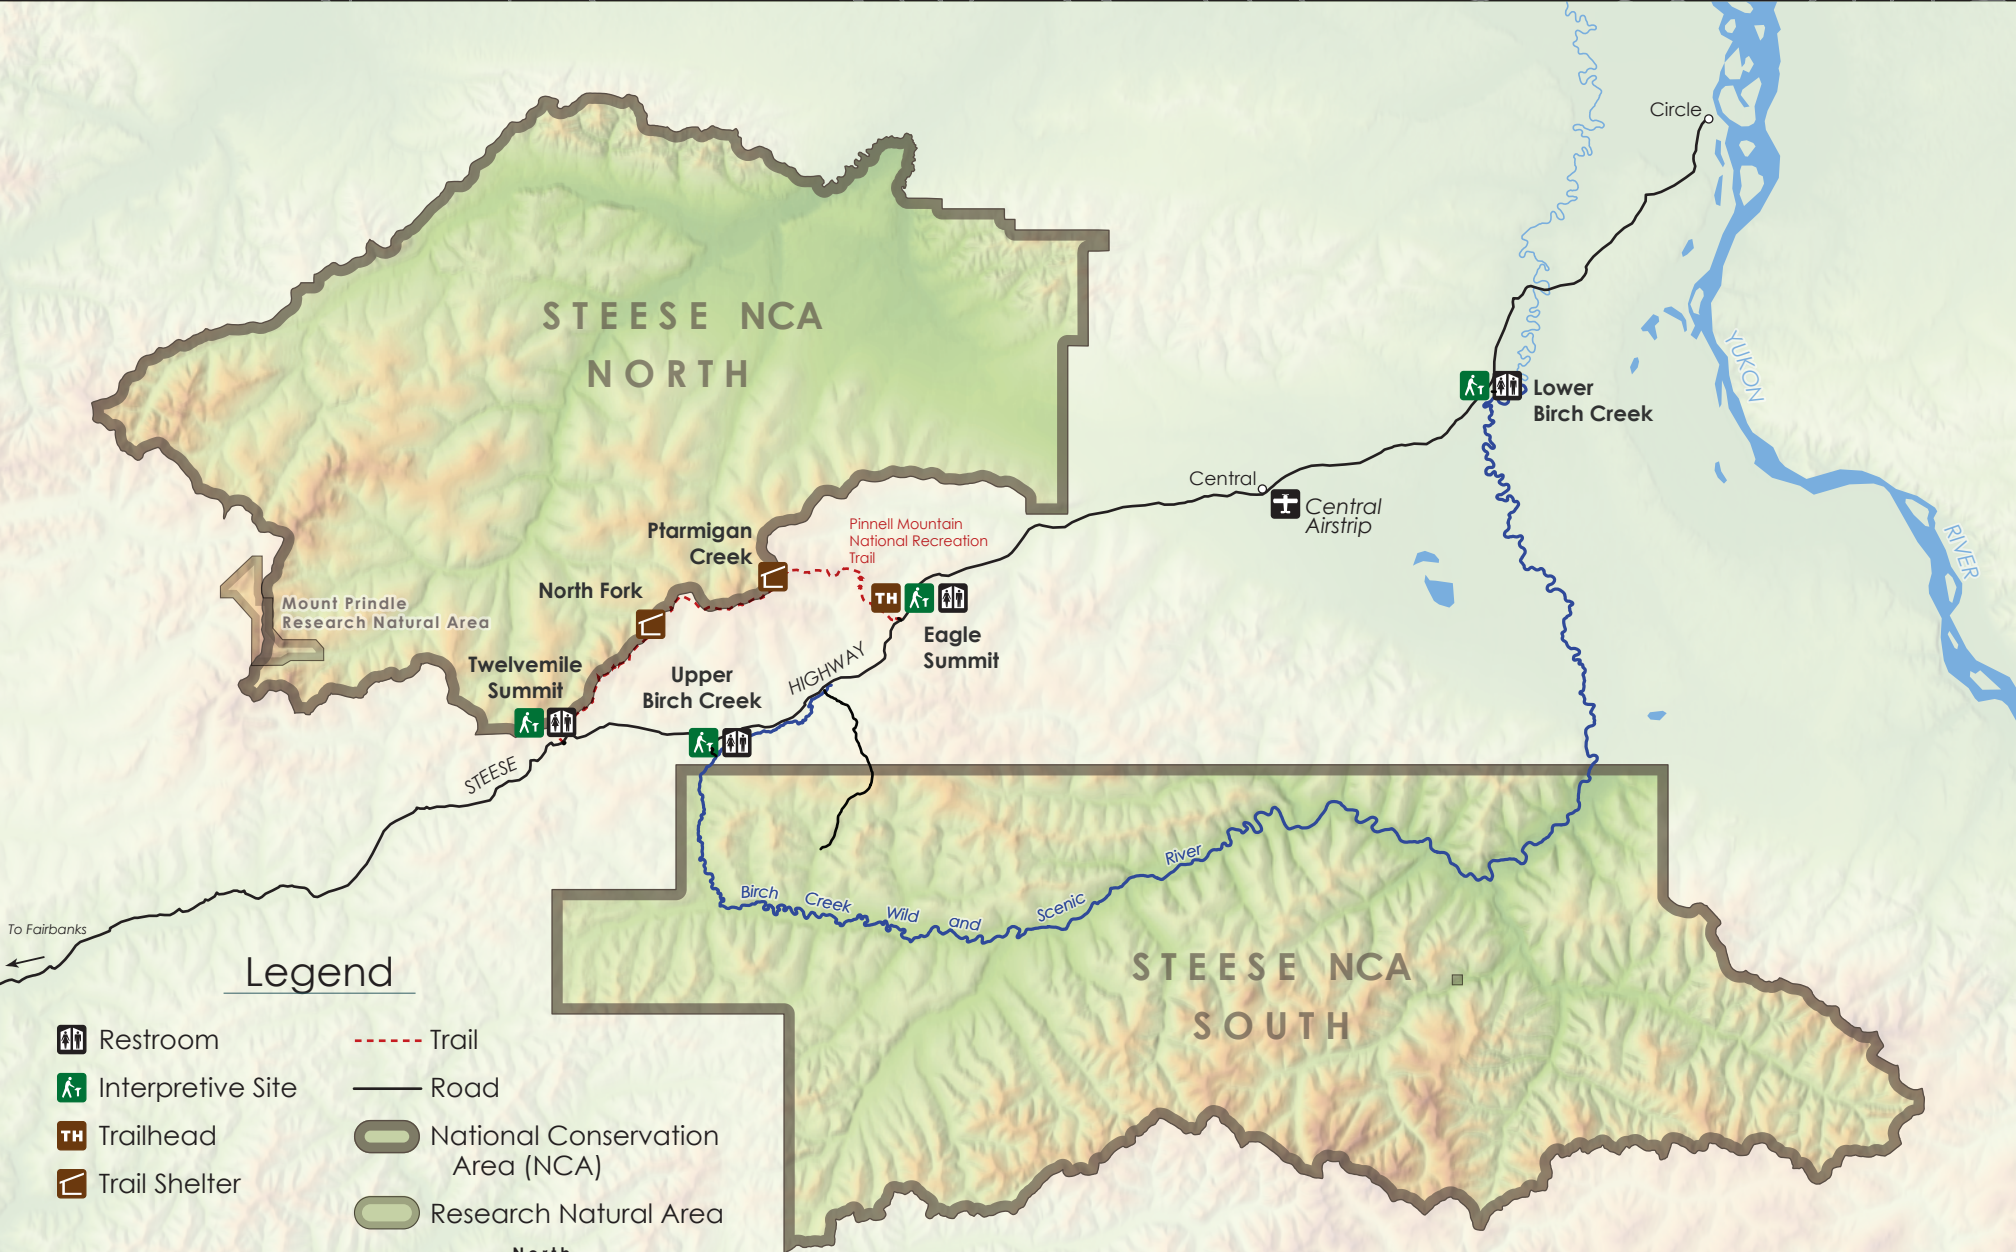 Circle
STEESE NCA
NORTH
YUKON
RIVER
Lower
Birch Creek
Central
Central
Airstrip
Ptarmigan
Creek
Pinnell Mountain
National Recreation
Trail
North Fork
TH
Eagle
Summit
Mount Prindle
Research Natural Area
Twelvemile
Summit
Upper
Birch Creek
HIGHWAY
STEESE
Birch Creek Wild and Scenic River
To Fairbanks
STEESE NCA
SOUTH
Legend
Restroom
Trail
Interpretive Site
Road
TH Trailhead
National Conservation
Area (NCA)
Trail Shelter
Research Natural Area
North